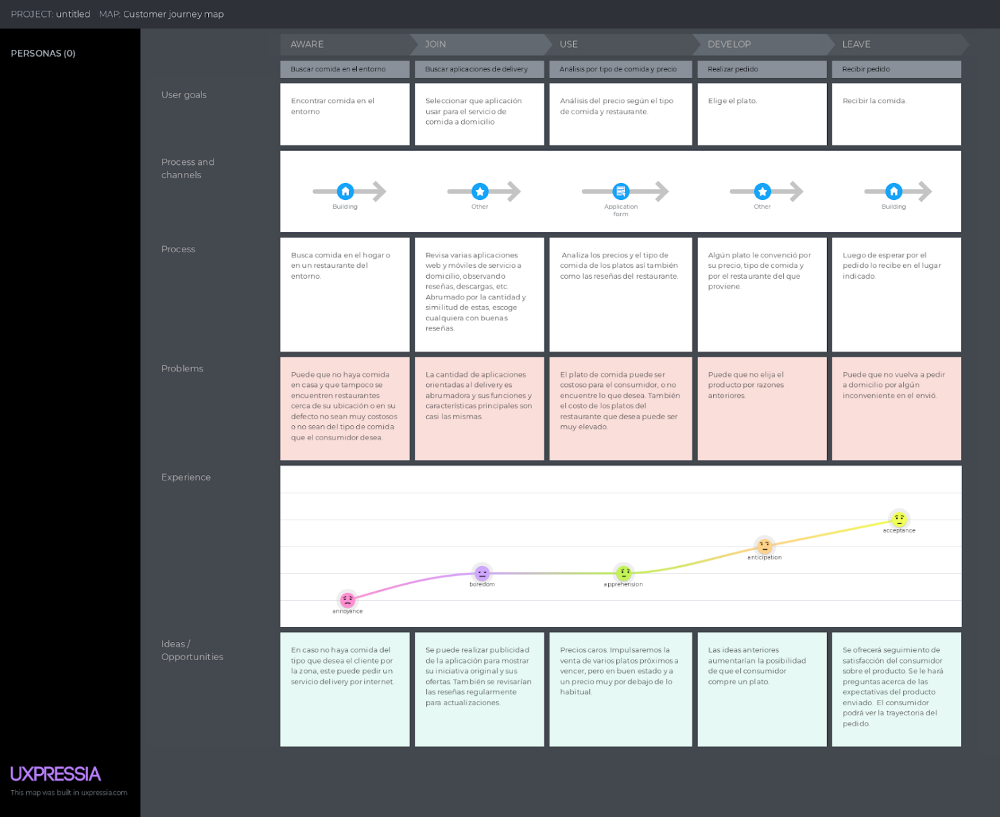 PROJECT: untitled MAP: Customer journey map
PERSONAS (0)
AWARE
JOIN
USE
DEVELOP
LEAVE
Buscar comida en el entorno
Buscar aplicaciones de delivery
Análisis por tipo de comida y precio
Realizar pedido
Recibir pedido
User goals
Encontrar comida en el
entorno
Seleccionar que aplicación
usar para el servicio de
comida a domicilio
Análisis del precio según el tipo
de comida y restaurante.
Elige el plato.
Recibir la comida.
Process and
channels
Building
Other
Application
form
Other
Building
Process
Busca comida en el hogar o
en un restaurante del
entorno.
Revisa varias aplicaciones
web y móviles de servicio a
domicilio, observando
reseñas, descargas, etc.
Abrumado por la cantidad y
similitud de estas, escoge
cualquiera con buenas
reseñas.
Analiza los precios y el tipo de
comida de los platos así también
como las reseñas del restaurante.
Algún plato le convenció por
su precio, tipo de comida y
por el restaurante del que
proviene.
Luego de esperar por el
pedido lo recibe en el lugar
indicado.
Problems
Puede que no haya comida
en casa y que tampoco se
encuentren restaurantes
cerca de su ubicación o en su
defecto no sean muy costosos
o no sean del tipo de comida
que el consumidor desea.
La cantidad de aplicaciones
orientadas al delivery es
abrumadora y sus funciones y
características principales son
casi las mismas.
El plato de comida puede ser
costoso para el consumidor, o no
encuentre lo que desea. También
el costo de los platos del
restaurante que desea puede ser
muy elevado.
Puede que no elija el
producto por razones
anteriores.
Puede que no vuelva a pedir
a domicilio por algún
inconveniente en el envió.
Experience
annoyance
boredom
apprehension
anticipation
acceptance
Ideas /
Opportunities
En caso no haya comida del
tipo que desea el cliente por
la zona, este puede pedir un
servicio delivery por internet.
Se puede realizar publicidad
de la aplicación para mostrar
su iniciativa original y sus
ofertas. También se revisarían
las reseñas regularmente
para actualizaciones.
Precios caros. Impulsaremos la
venta de varios platos próximos a
vencer, pero en buen estado y a
un precio muy por debajo de lo
habitual.
Las ideas anteriores
aumentarían la posibilidad
de que el consumidor
compre un plato.
Se ofrecerá seguimiento de
satisfacción del consumidor
sobre el producto. Se le hará
preguntas acerca de las
expectativas del producto
enviado. El consumidor
podrá ver la trayectoria del
pedido.
UXPRESSIA
This map was built in uxpressia.com